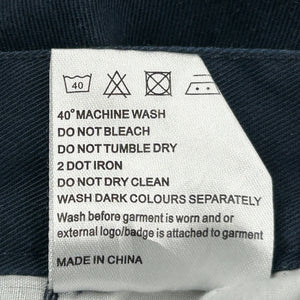 40
40° MACHINE WASH
DO NOT BLEACH
DO NOT TUMBLE DRY
2 DOT IRON
DO NOT DRY CLEAN
WASH DARK COLOURS SEPARATELY
Wash before garment is worn and or
external logo/badge is attached to garment
MADE IN CHINA